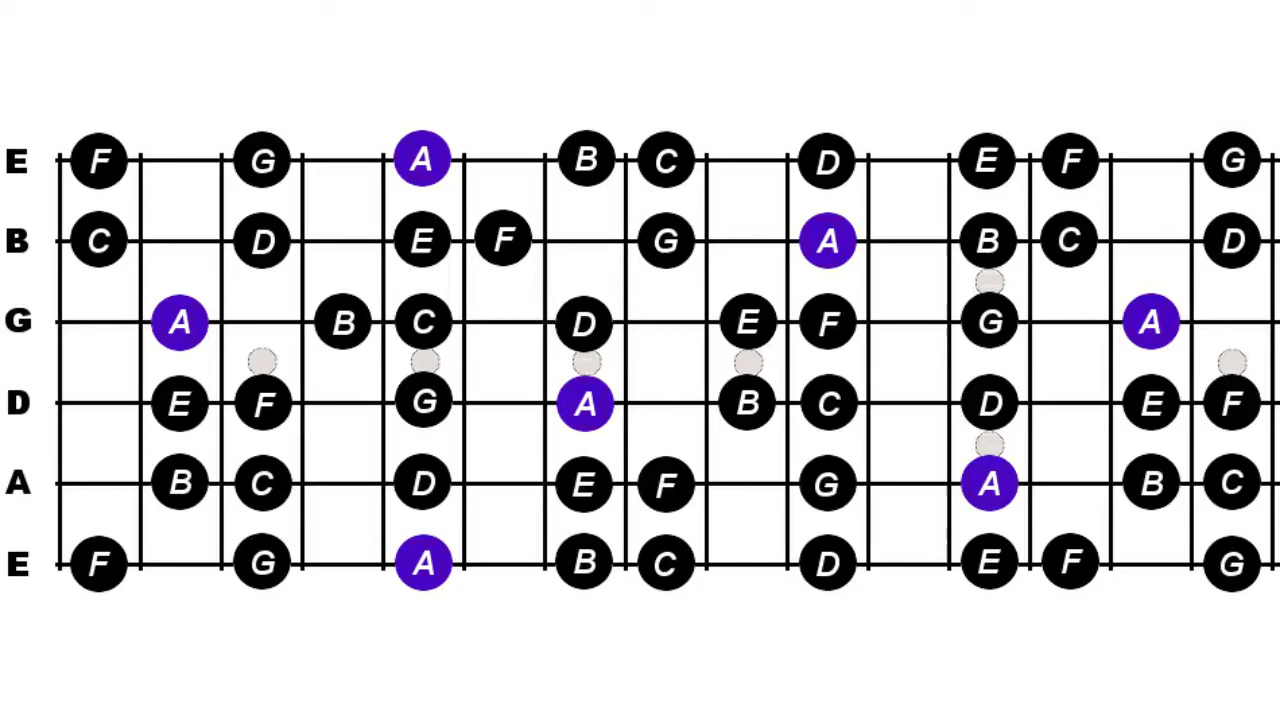 E F G A B C D E F G
B C D E F G A B C D
G A B C D E F G A
D E F G A B C D E F
A B C D E F G A B C
E F G A B C D E F G